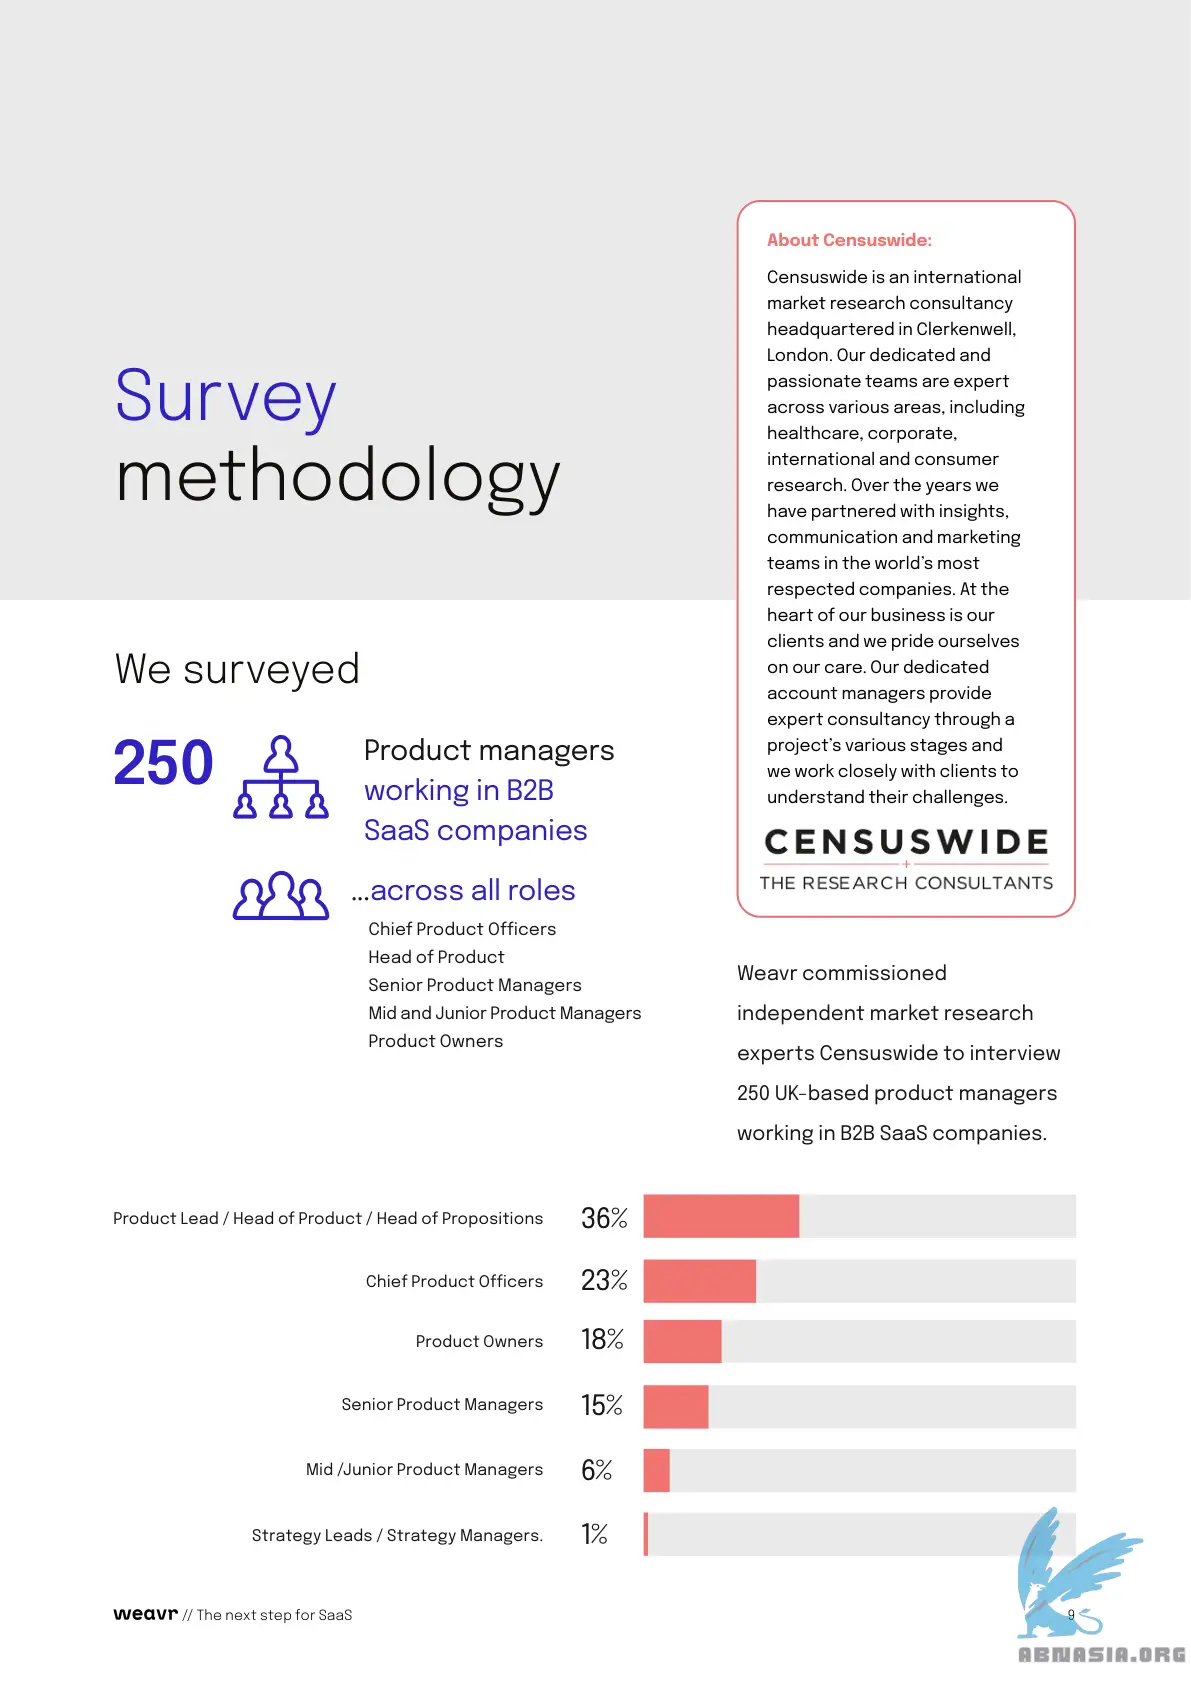 Survey
methodology
About Censuswide:
Censuswide is an international
market research consultancy
headquartered in Clerkenwell,
London. Our dedicated and
passionate teams are expert
across various areas, including
healthcare, corporate,
international and consumer
research. Over the years we
have partnered with insights,
communication and marketing
teams in the world’s most
respected companies. At the
heart of our business is our
clients and we pride ourselves
on our care. Our dedicated
account managers provide
expert consultancy through a
project’s various stages and
we work closely with clients to
understand their challenges.
CENSUSWIDE
THE RESEARCH CONSULTANTS
We surveyed
250
Product managers
working in B2B
SaaS companies
...across all roles
Chief Product Officers
Head of Product
Senior Product Managers
Mid and Junior Product Managers
Product Owners
Weavr commissioned
independent market research
experts Censuswide to interview
250 UK-based product managers
working in B2B SaaS companies.
Product Lead / Head of Product / Head of Propositions 36%
Chief Product Officers 23%
Product Owners 18%
Senior Product Managers 15%
Mid /Junior Product Managers 6%
Strategy Leads / Strategy Managers. 1%
weavr // The next step for SaaS
9
ABNASIA.ORG